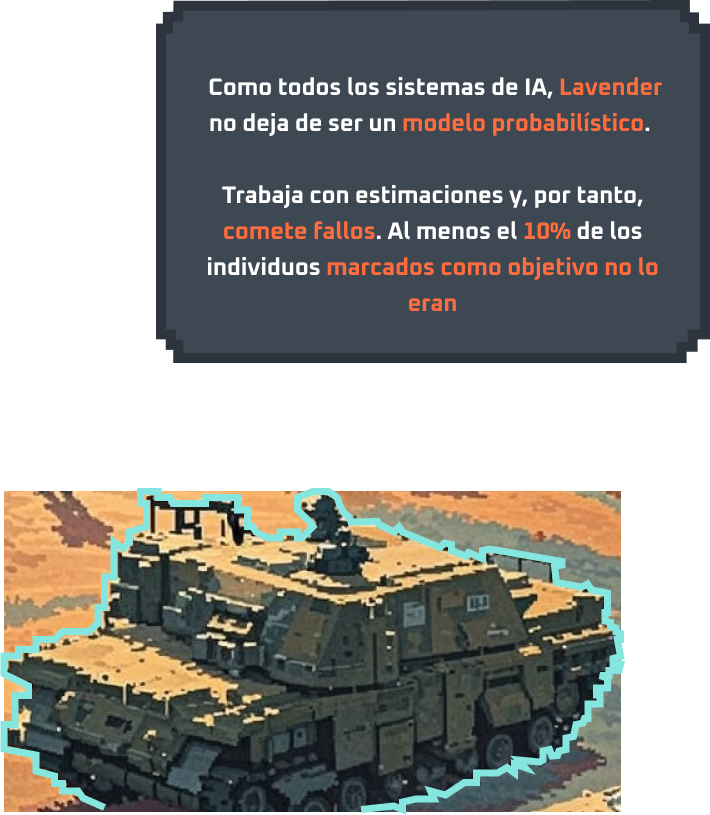 Como todos los sistemas de IA, Lavender
no deja de ser un modelo probabilístico.
Trabaja con estimaciones y, por tanto,
comete fallos. Al menos el 10% de los
individuos marcados como objetivo no lo
eran